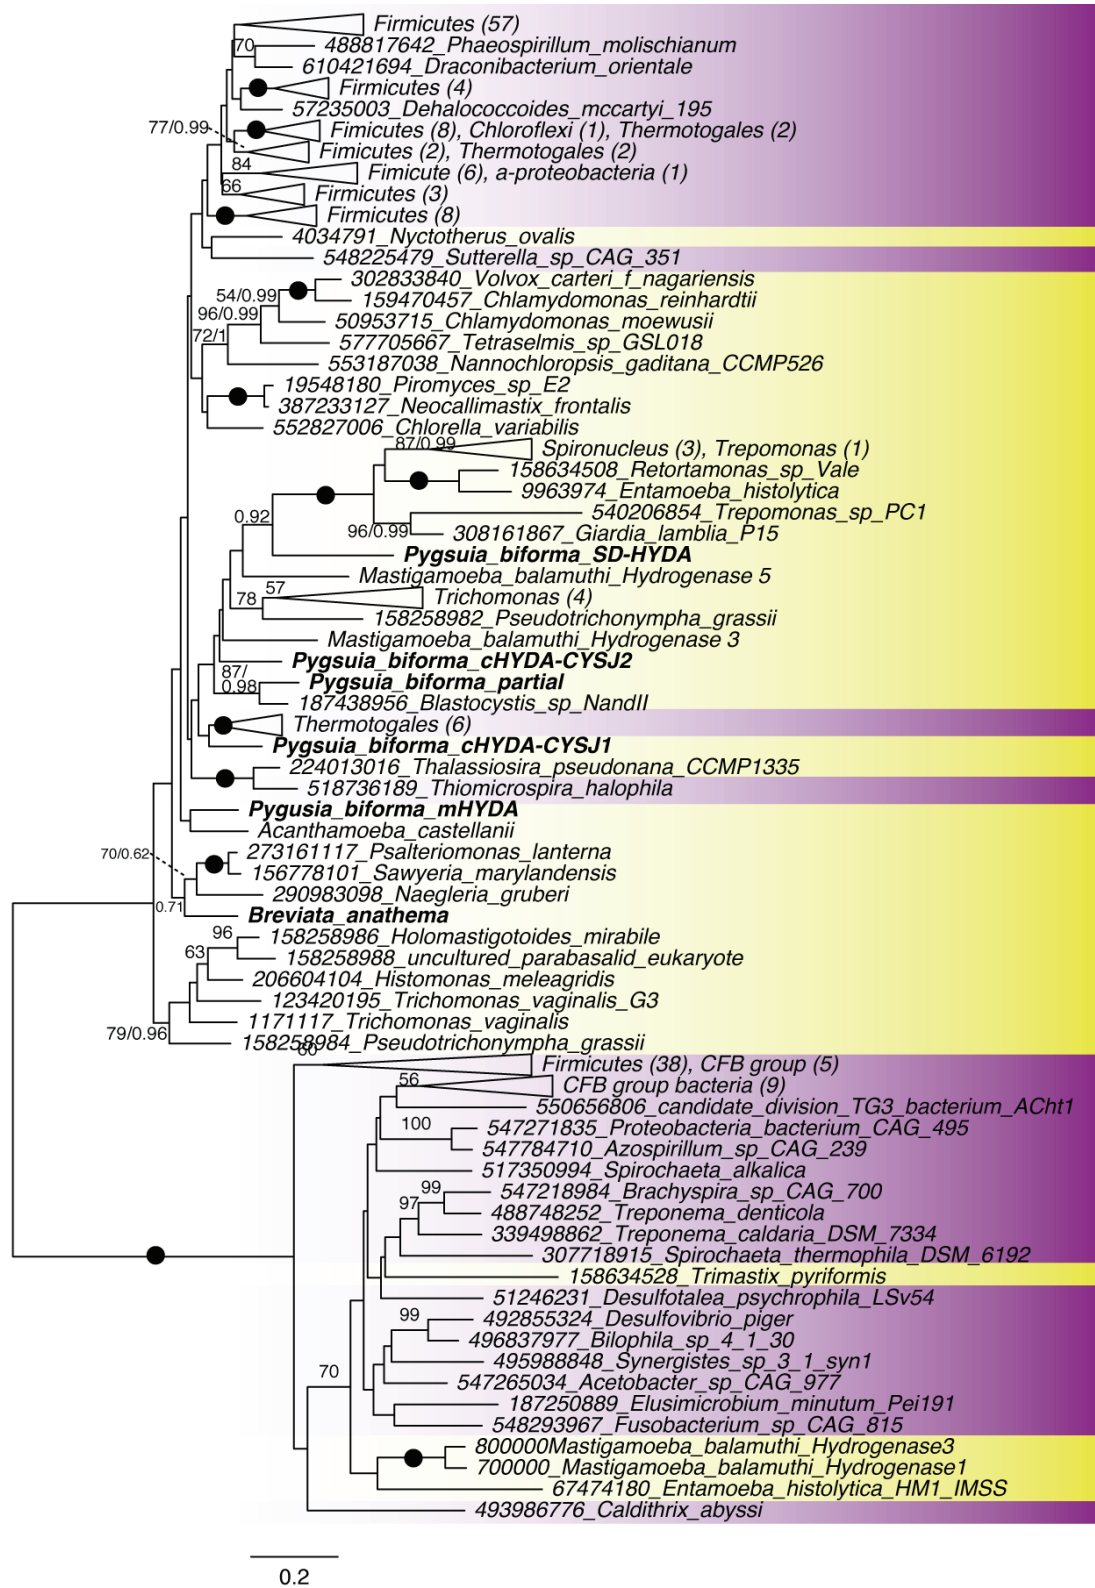 Firmicutes (57)
70
488817642_Phaeospirillum_molischianum
610421694_Draconibacterium_orientale
Firmicutes (4)
57235003_Dehalococcoides_mccartyi_195
77/0.99
Fimicutes (8), Chloroflexi (1), Thermotogales (2)
Fimicutes (2), Thermotogales (2)
84
Fimicute (6), a-proteobacteria (1)
66
Firmicutes (3)
Firmicutes (8)
4034791_Nyctotherus_ovalis
548225479_Sutterella_sp_CAG_351
302833840_Volvox_carteri_f_nagariensis
54/0.99
159470457_Chlamydomonas_reinhardtii
96/0.99
50953715_Chlamydomonas_moewusii
72/1
577705667_Tetraselmis_sp_GSL018
553187038_Nannochloropsis_gaditana_CCMP526
19548180_Piromyces_sp_E2
387233127_Neocallimastix_frontalis
552827006_Chlorella_variabilis
87/0.99
Spironucleus (3), Trepomonas (1)
158634508_Retortamonas_sp_Vale
9963974_Entamoeba_histolytica
0.92
540206854_Trepomonas_sp_PC1
96/0.99
308161867_Giardia_lamblia_P15
Pygsuia_biforma_SD-HYDA
Mastigamoeba_balamuthi_Hydrogenase 5
57
78
Trichomonas (4)
158258982_Pseudotrichonympha_grassii
Mastigamoeba_balamuthi_Hydrogenase 3
Pygsuia_biforma_cHYDA-CYSJ2
87/
0.98
Pygsuia_biforma_partial
187438956_Blastocystis_sp_NandII
Thermotogales (6)
Pygsuia_biforma_cHYDA-CYSJ1
224013016_Thalassiosira_pseudonana_CCMP1335
518736189_Thiomicrospira_halophila
Pygusia_biforma_mHYDA
Acanthamoeba_castellanii
70/0.62
273161117_Psalteriomonas_lanterna
156778101_Sawyeria_marylandensis
290983098_Naegleria_gruberi
0.71
Breviata_anathema
96
158258986_Holomastigotoides_mirabile
63
158258988_uncultured_parabasalid_eukaryote
206604104_Histomonas_meleagridis
123420195_Trichomonas_vaginalis_G3
1171117_Trichomonas_vaginalis
79/0.96
158258984_Pseudotrichonympha_grassii
60
Firmicutes (38), CFB group (5)
56
CFB group bacteria (9)
550656806_candidate_division_TG3_bacterium_ACht1
100
547271835_Proteobacteria_bacterium_CAG_495
547784710_Azospirillum_sp_CAG_239
517350994_Spirochaeta_alkalica
99
547218984_Brachyspira_sp_CAG_700
97
488748252_Treponema_denticola
339498862_Treponema_caldaria_DSM_7334
307718915_Spirochaeta_thermophila_DSM_6192
158634528_Trimastix_pyriformis
51246231_Desulfotalea_psychrophila_LSv54
99
492855324_Desulfovibrio_piger
496837977_Bilophila_sp_4_1_30
495988848_Synergistes_sp_3_1_syn1
70
547265034_Acetobacter_sp_CAG_977
187250889_Elusimicrobium_minutum_Pei191
548293967_Fusobacterium_sp_CAG_815
800000Mastigamoeba_balamuthi_Hydrogenase3
700000_Mastigamoeba_balamuthi_Hydrogenase1
67474180_Entamoeba_histolytica_HM1_IMSS
493986776_Caldithrix_abyssi
0.2